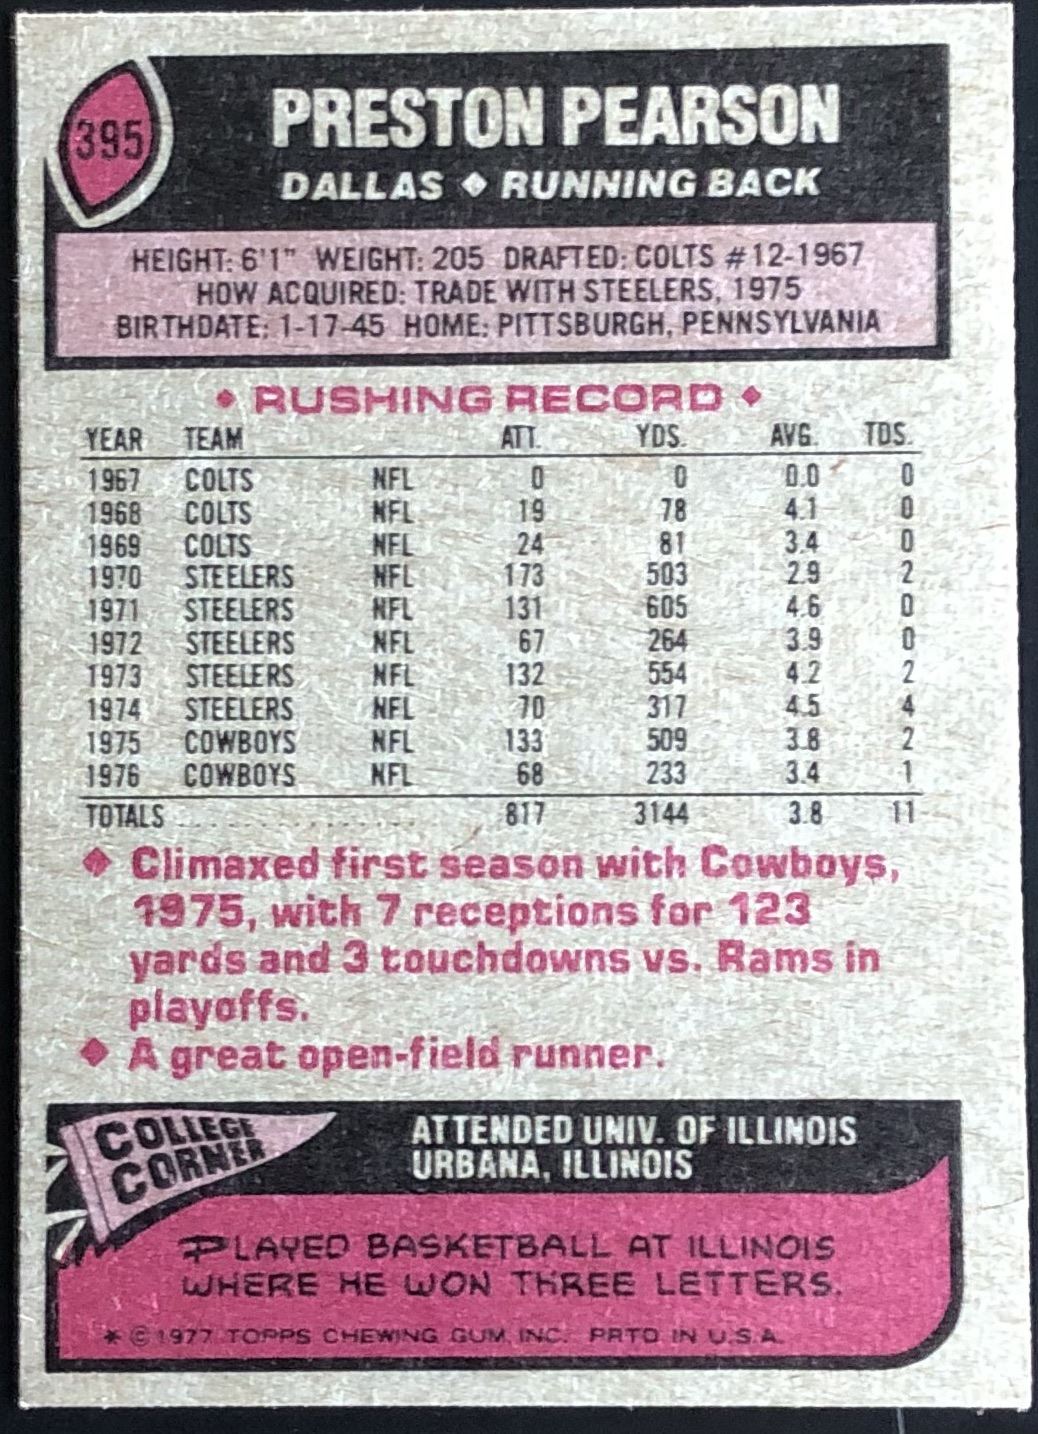 395
PRESTON PEARSON
DALLAS ◆ RUNNING BACK
HEIGHT: 6'1" WEIGHT: 205 DRAFTED: COLTS #12-1967
HOW ACQUIRED: TRADE WITH STEELERS, 1975
BIRTHDATE: 1-17-45 HOME: PITTSBURGH, PENNSYLVANIA
◆ RUSHING RECORD ◆
YEAR TEAM ATT. YDS. AVG. TDS.
1967 COLTS NFL 0 0 0.0 0
1968 COLTS NFL 19 78 4.1 0
1969 COLTS NFL 24 81 3.4 0
1970 STEELERS NFL 173 503 2.9 2
1971 STEELERS NFL 131 605 4.6 0
1972 STEELERS NFL 67 264 3.9 0
1973 STEELERS NFL 132 554 4.2 2
1974 STEELERS NFL 70 317 4.5 4
1975 COWBOYS NFL 133 509 3.8 2
1976 COWBOYS NFL 68 233 3.4 1
TOTALS . . . . . . . . . . . . . . . 817 3144 3.8 11
◆ Climaxed first season with Cowboys,
1975, with 7 receptions for 123
yards and 3 touchdowns vs. Rams in
playoffs.
◆ A great open-field runner.
COLLEGE
CORNER
ATTENDED UNIV. OF ILLINOIS
URBANA, ILLINOIS
PLAYED BASKETBALL AT ILLINOIS
WHERE HE WON THREE LETTERS.
* © 1977 TOPPS CHEWING GUM, INC. PRTD IN U.S.A.